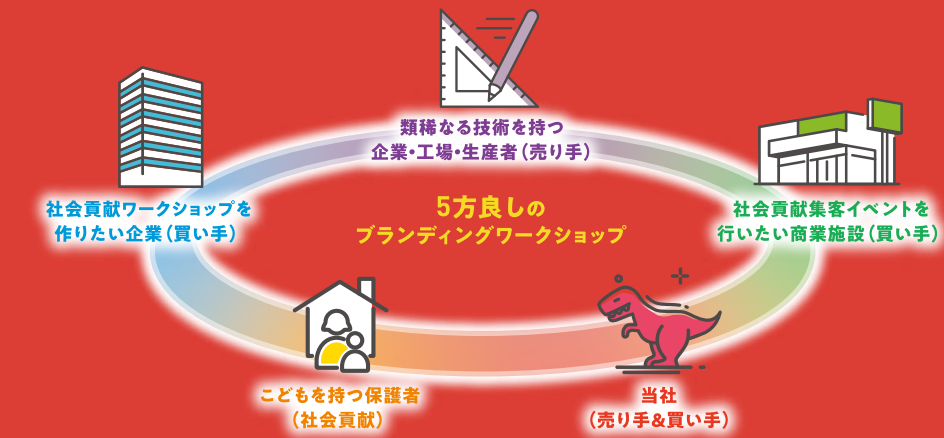 類稀なる技術を持つ
企業・工場・生産者（売り手）
社会貢献ワークショップを
作りたい企業（買い手）
5方良しの
ブランディングワークショップ
社会貢献集客イベントを
行いたい商業施設（買い手）
こどもを持つ保護者
（社会貢献）
当社
（売り手&買い手）